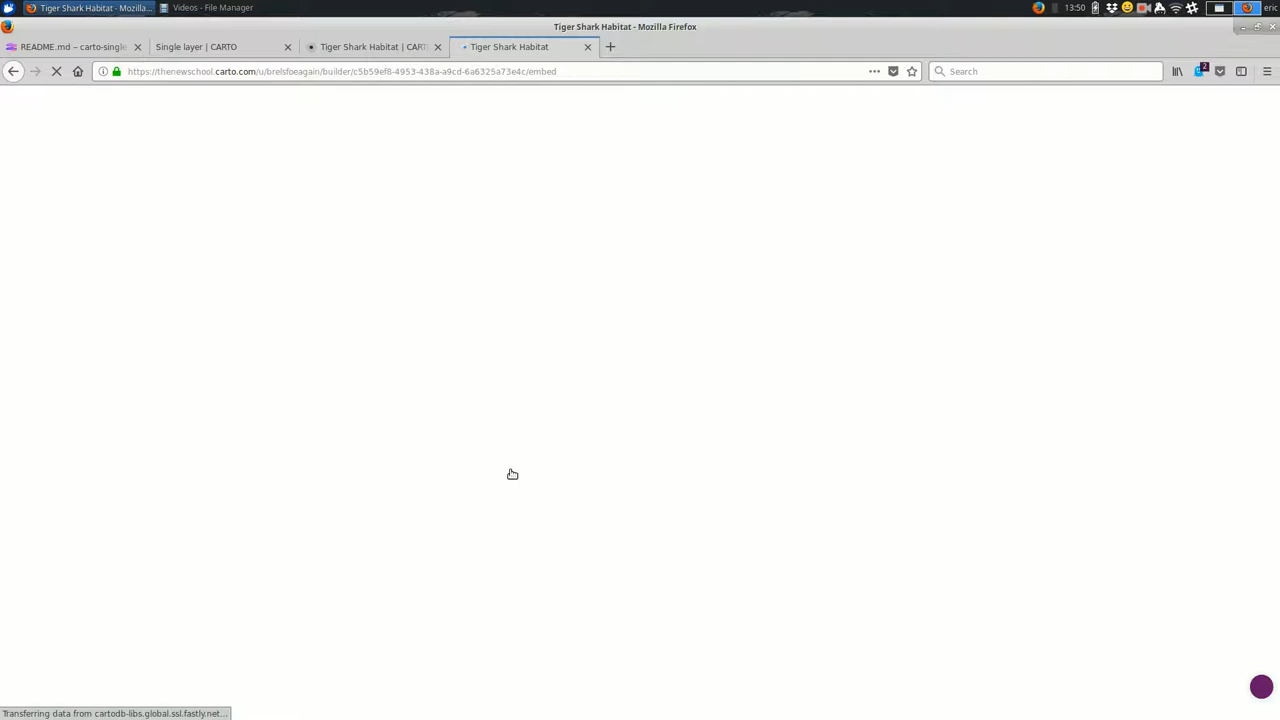 Tiger Shark Habitat - Mozilla...
Videos - File Manager
13:50
eric
Tiger Shark Habitat - Mozilla Firefox
README.md – carto-single
Single layer | CARTO
Tiger Shark Habitat | CART
Tiger Shark Habitat
https://thenewschool.carto.com/u/brelsfoeagain/builder/c5b59ef8-4953-438a-a9cd-6a6325a73e4c/embed
Search
2
Transferring data from cartodb-libs.global.ssl.fastly.net...